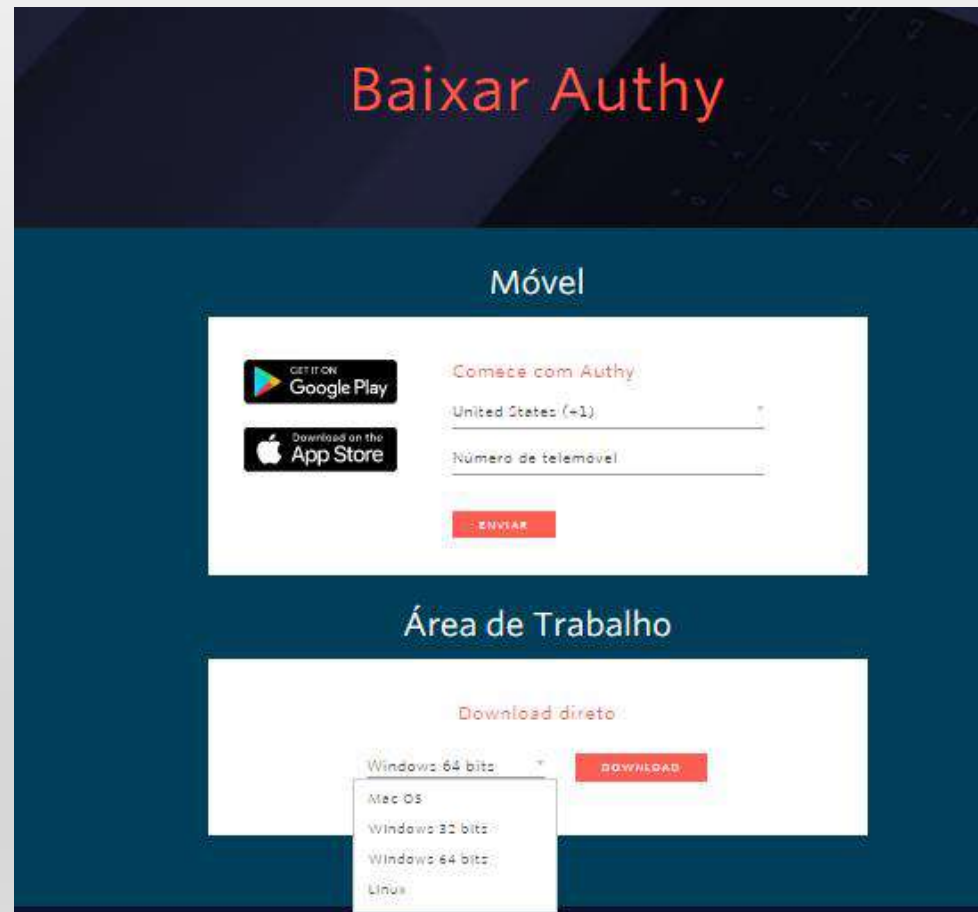 Baixar Authy
Móvel
GET IT ON
Google Play
Download on the
App Store
Comece com Authy
United States (+1)
Número de telemóvel
ENVIAR
Área de Trabalho
Download direto
Windows 64 bits
DOWNLOAD
Mac OS
Windows 32 bits
Windows 64 bits
Linux